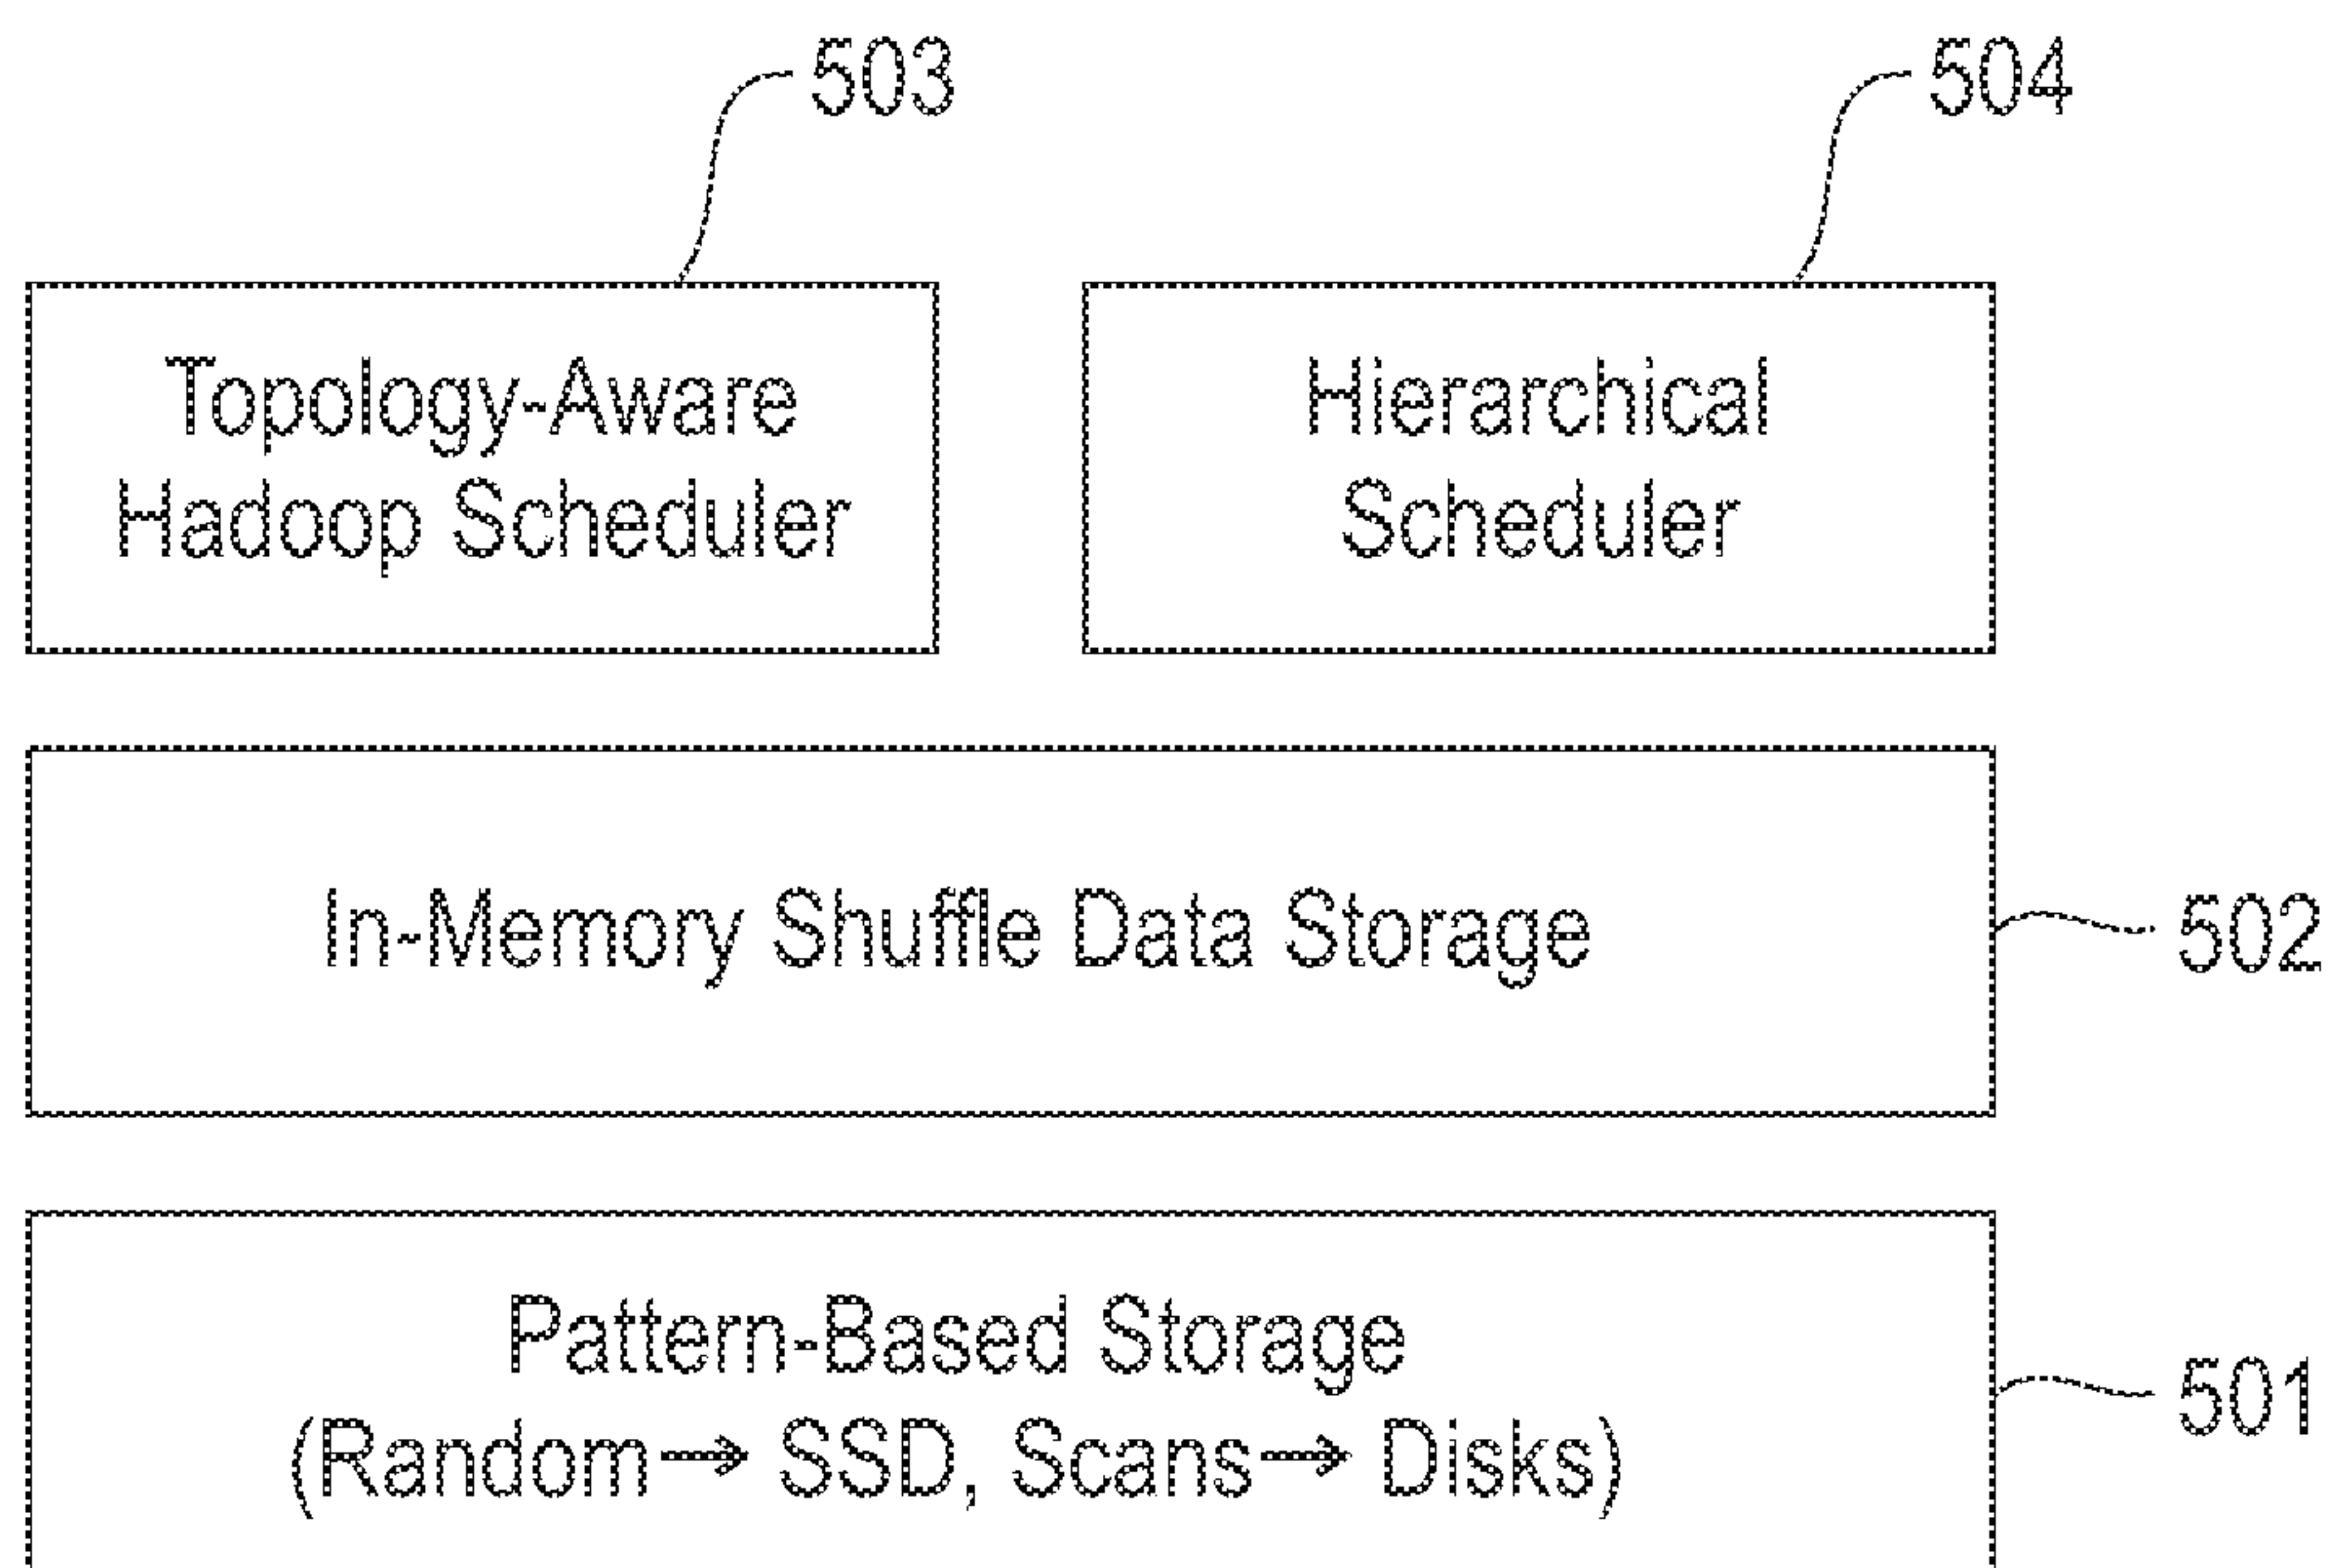 503
504
Topology-Aware
Hadoop Scheduler
Hierarchical
Scheduler
In-Memory Shuffle Data Storage
502
Pattern-Based Storage
(Random→ SSD, Scans→ Disks)
501